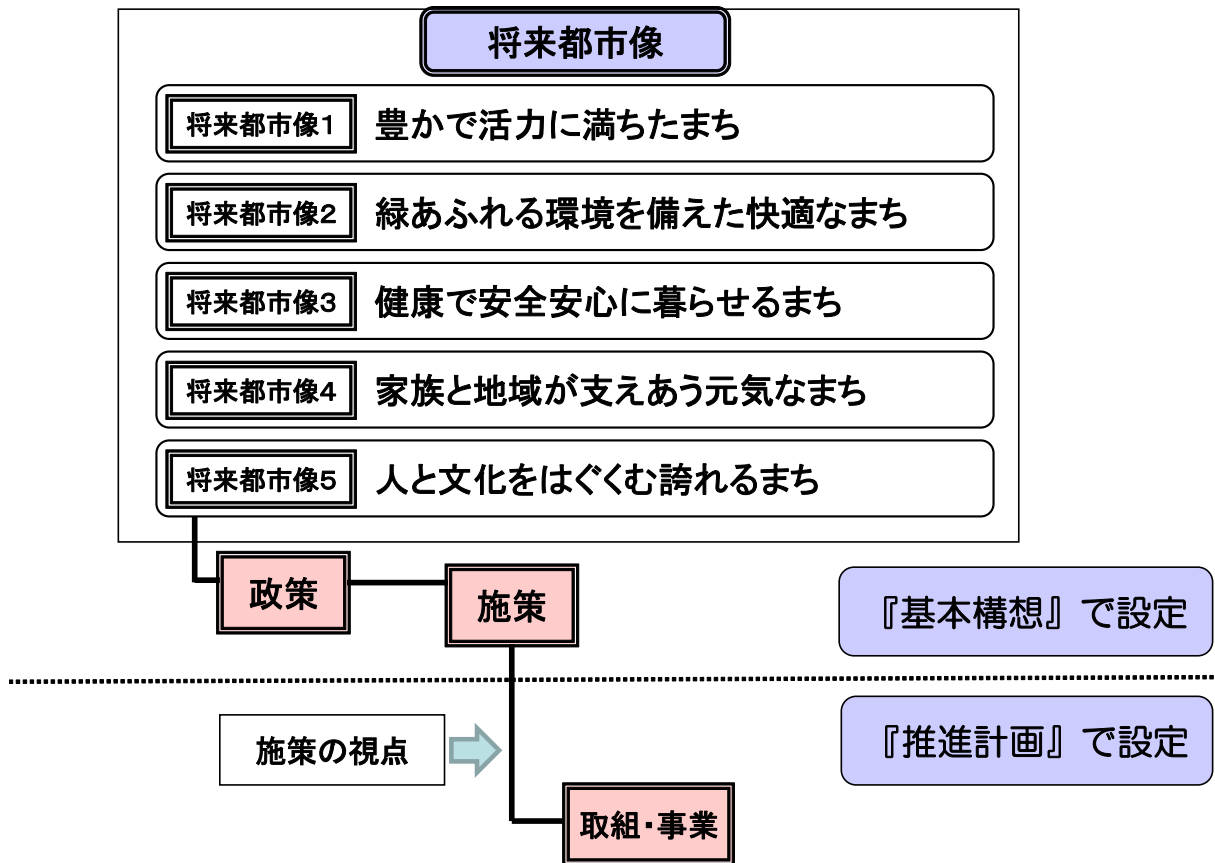 将来都市像
将来都市像1 豊かで活力に満ちたまち
将来都市像2 緑あふれる環境を備えた快適なまち
将来都市像3 健康で安全安心に暮らせるまち
将来都市像4 家族と地域が支えあう元気なまち
将来都市像5 人と文化をはぐくむ誇れるまち
政策
施策
『基本構想』で設定
施策の視点
『推進計画』で設定
取組・事業